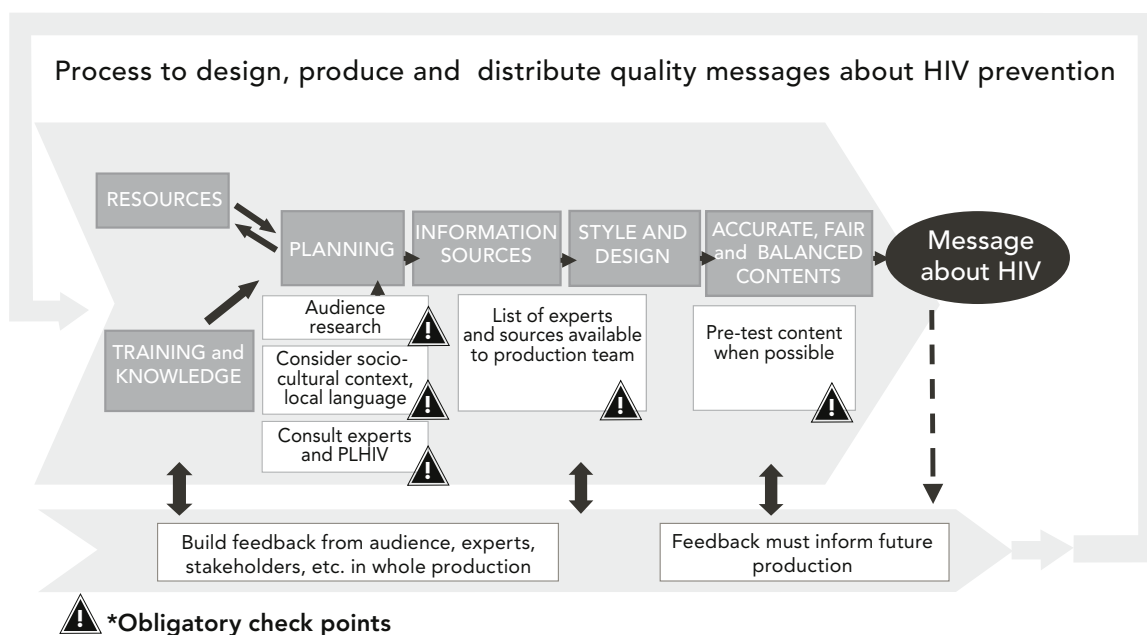 Process to design, produce and distribute quality messages about HIV prevention
RESOURCES
TRAINING and
KNOWLEDGE
PLANNING
Audience
research
Consider socio-
cultural context,
local language
Consult experts
and PLHIV
INFORMATION
SOURCES
List of experts
and sources available
to production team
STYLE AND
DESIGN
ACCURATE, FAIR
and BALANCED
CONTENTS
Pre-test content
when possible
Message
about HIV
Build feedback from audience, experts,
stakeholders, etc. in whole production
Feedback must inform future
production
*Obligatory check points